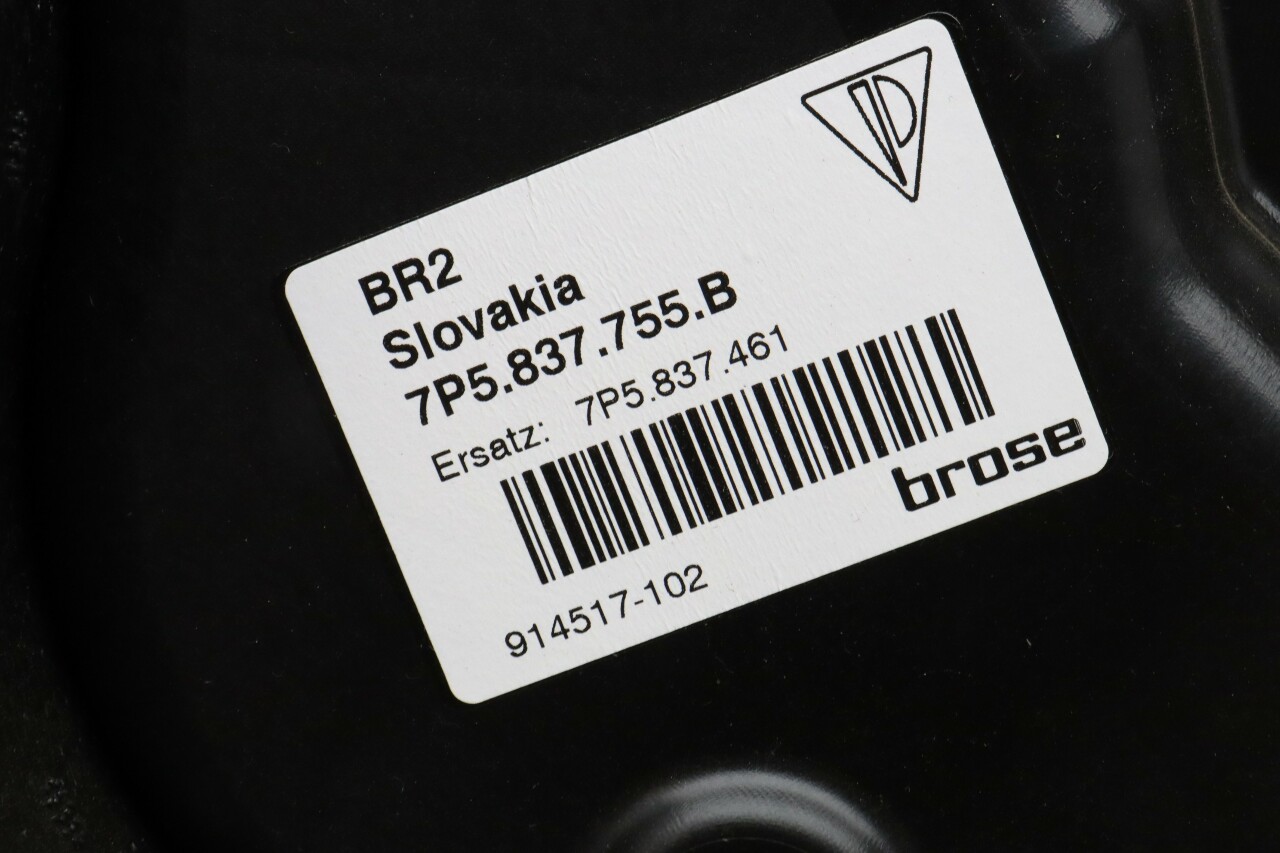 BR2
Slovakia
7P5.837.755.B
Ersatz: 7P5.837.461
brose
914517-102